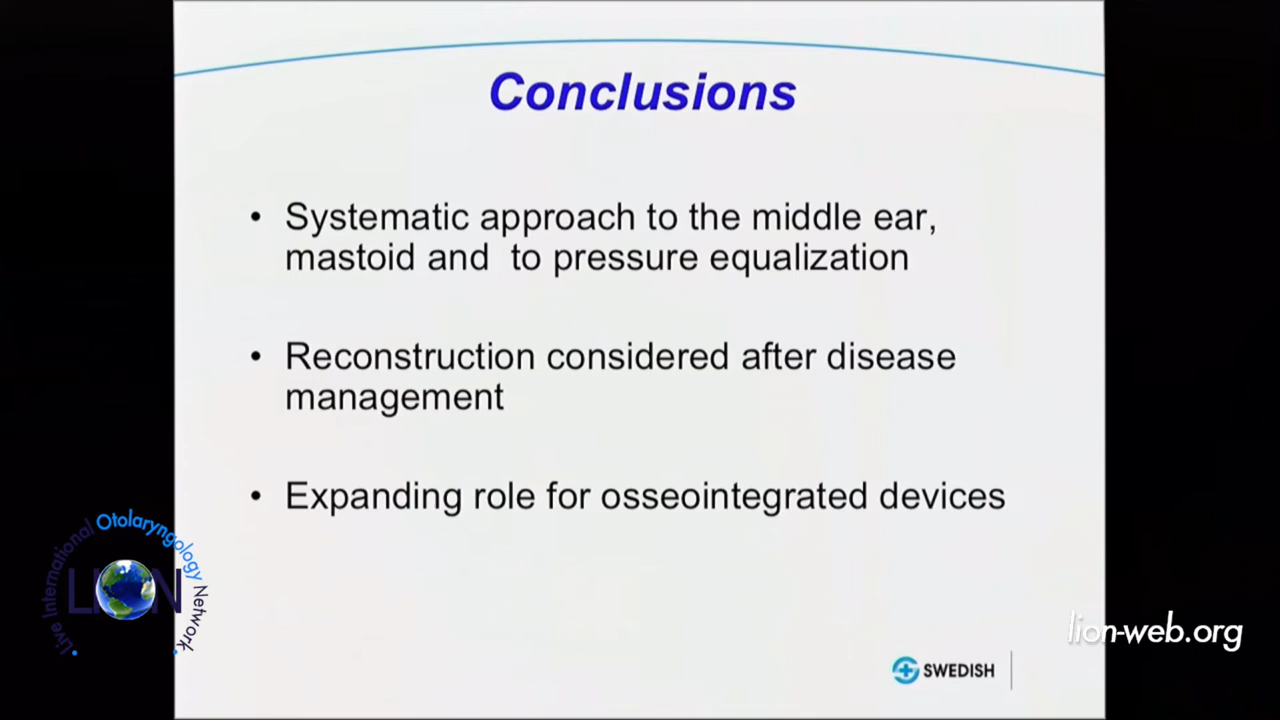 Conclusions
• Systematic approach to the middle ear,
mastoid and  to pressure equalization
• Reconstruction considered after disease
management
• Expanding role for osseointegrated devices
Live International Otolaryngology Network
LION
lion-web.org
SWEDISH